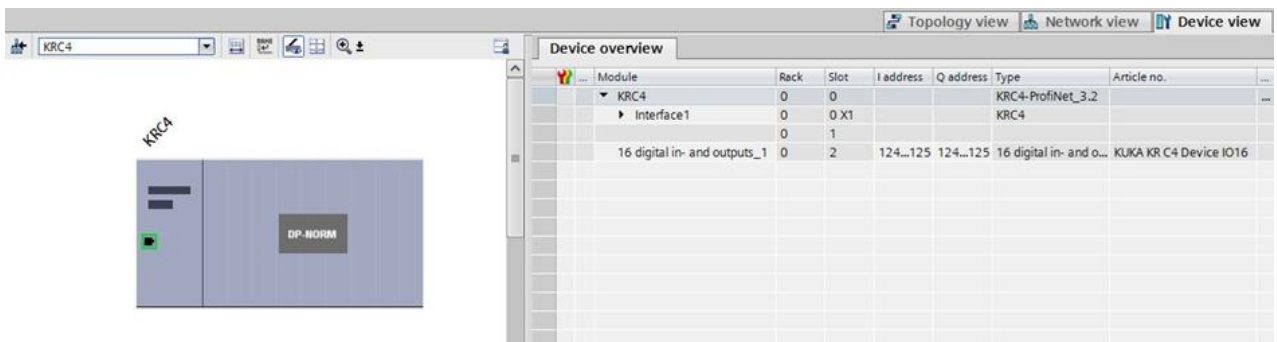 Topology view Network view Device view
KRC4 Device overview
... Module Rack Slot I address Q address Type Article no. ...
KRC4 0 0 KRC4-ProfiNet_3.2 ...
Interface1 0 0 X1 KRC4
0 1
16 digital in- and outputs_1 0 2 124...125 124...125 16 digital in- and o... KUKA KR C4 Device IO16
KRC4
DP-NORM